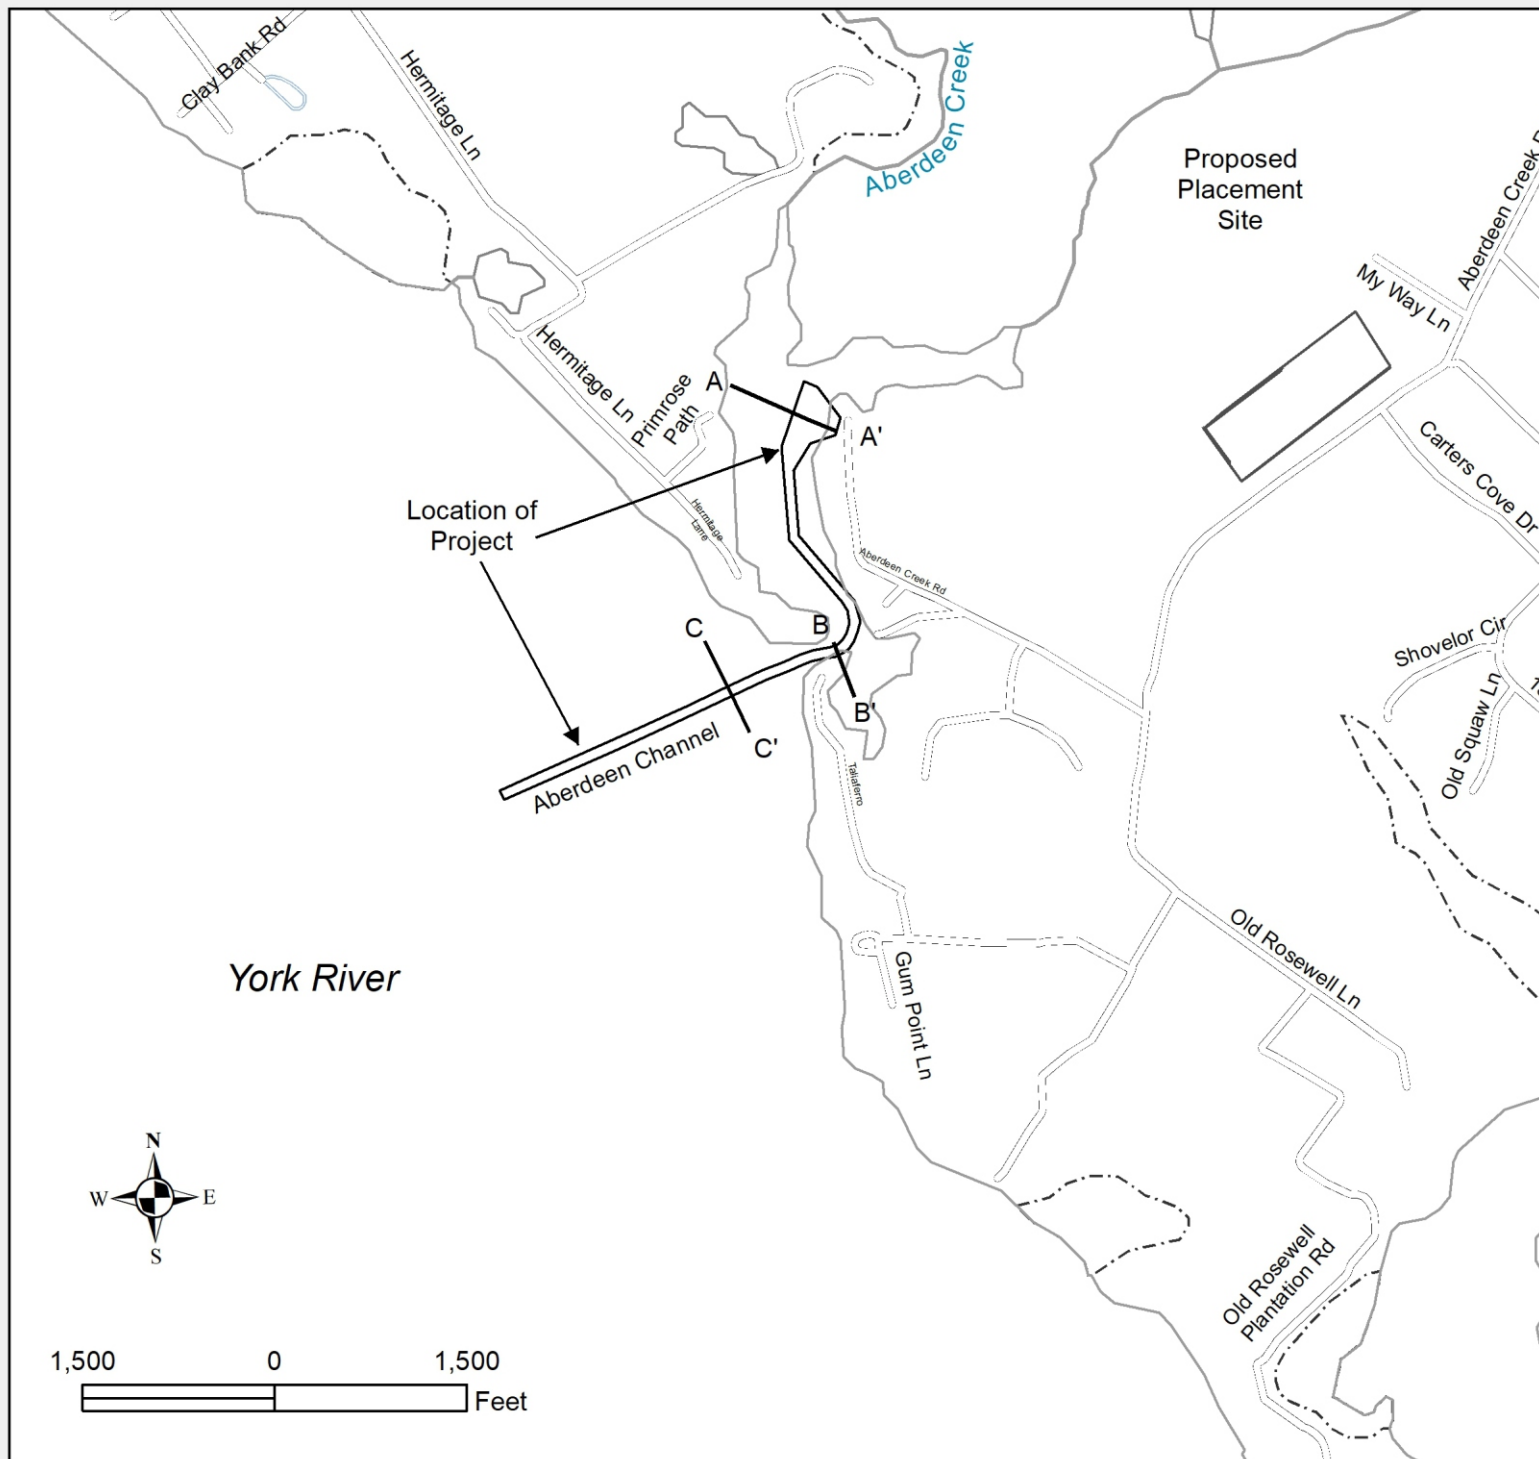 Clay Bank Rd
Hermitage Ln
Aberdeen Creek
Proposed
Placement
Site
Aberdeen Creek
My Way Ln
Hermitage Ln
Primrose
Path
A
A'
Carters Cove Dr
Location of
Project
Hermitage
Lane
Aberdeen Creek Rd
B
C
Shovelor Cir
Old Squaw Ln
B'
C'
Aberdeen Channel
Taliaferro
Old Rosewell Ln
York River
Gum Point Ln
N
W
E
S
Old Rosewell
Plantation Rd
1,500
0
1,500
Feet